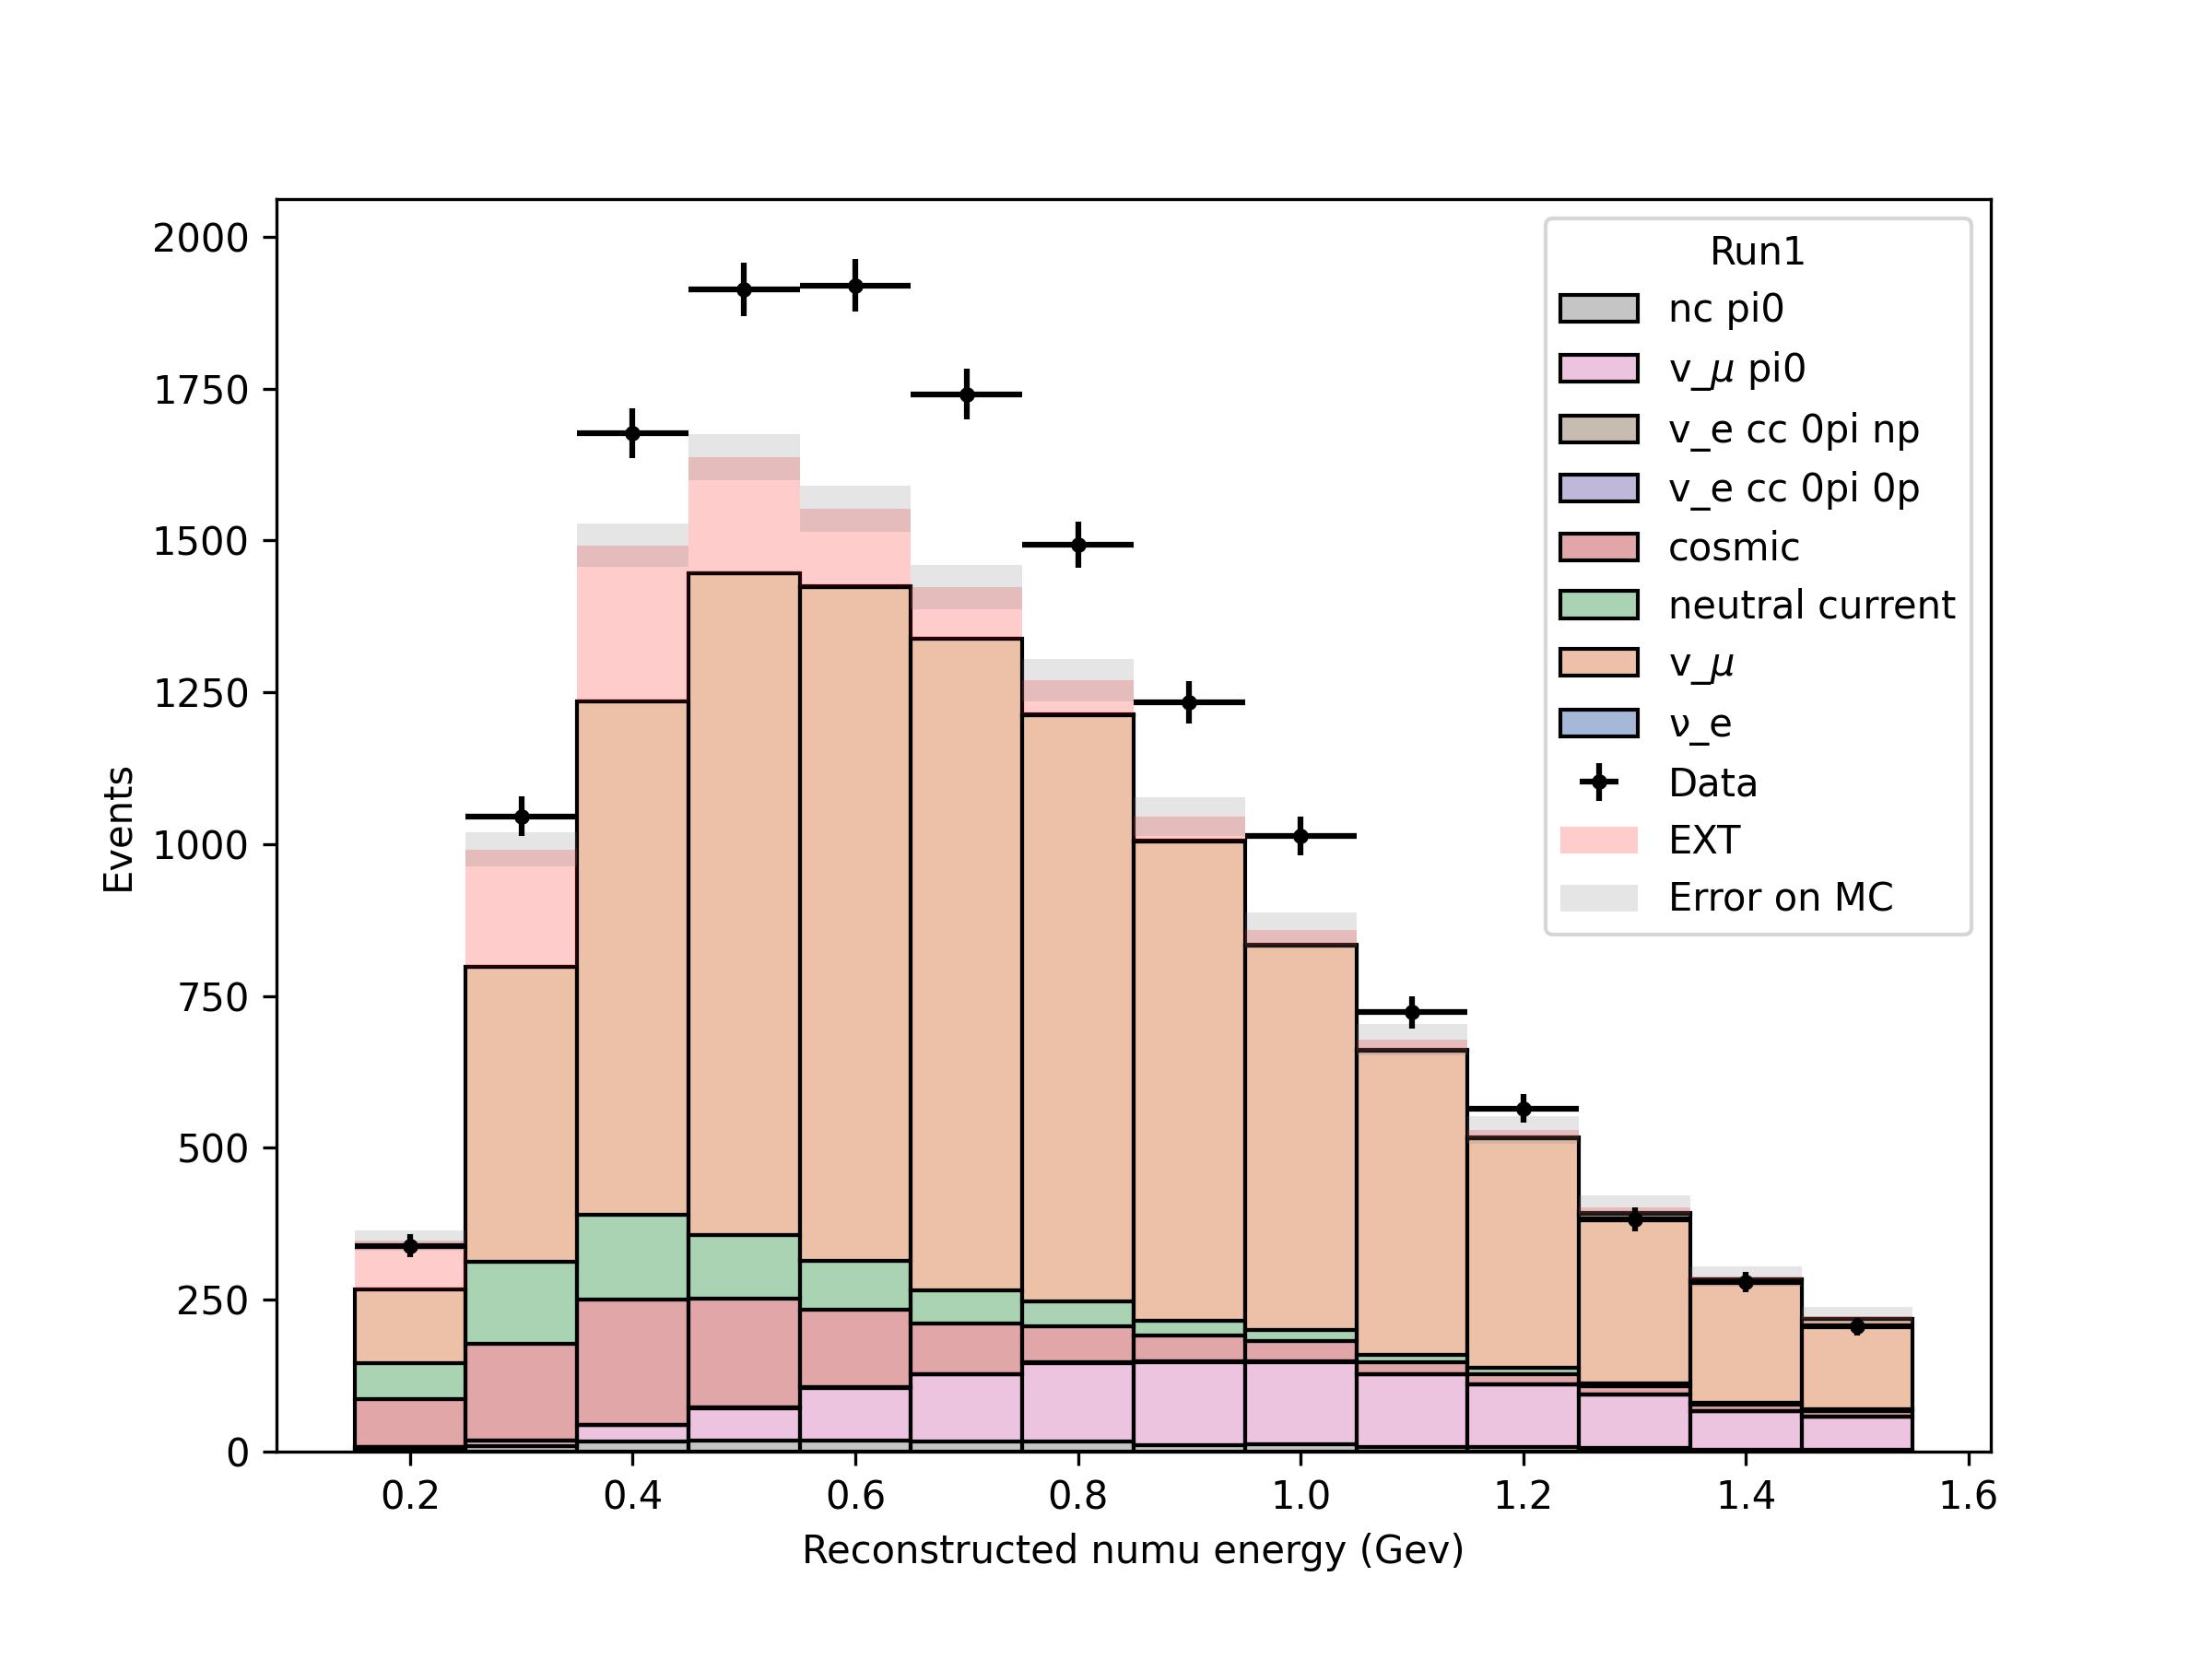 2000
1750
1500
1250
1000
750
500
250
0
Events
0.2 0.4 0.6 0.8 1.0 1.2 1.4 1.6
Reconstructed numu energy (Gev)
Run1
nc pi0
v_μ pi0
v_e cc 0pi np
v_e cc 0pi 0p
cosmic
neutral current
v_μ
ν_e
Data
EXT
Error on MC